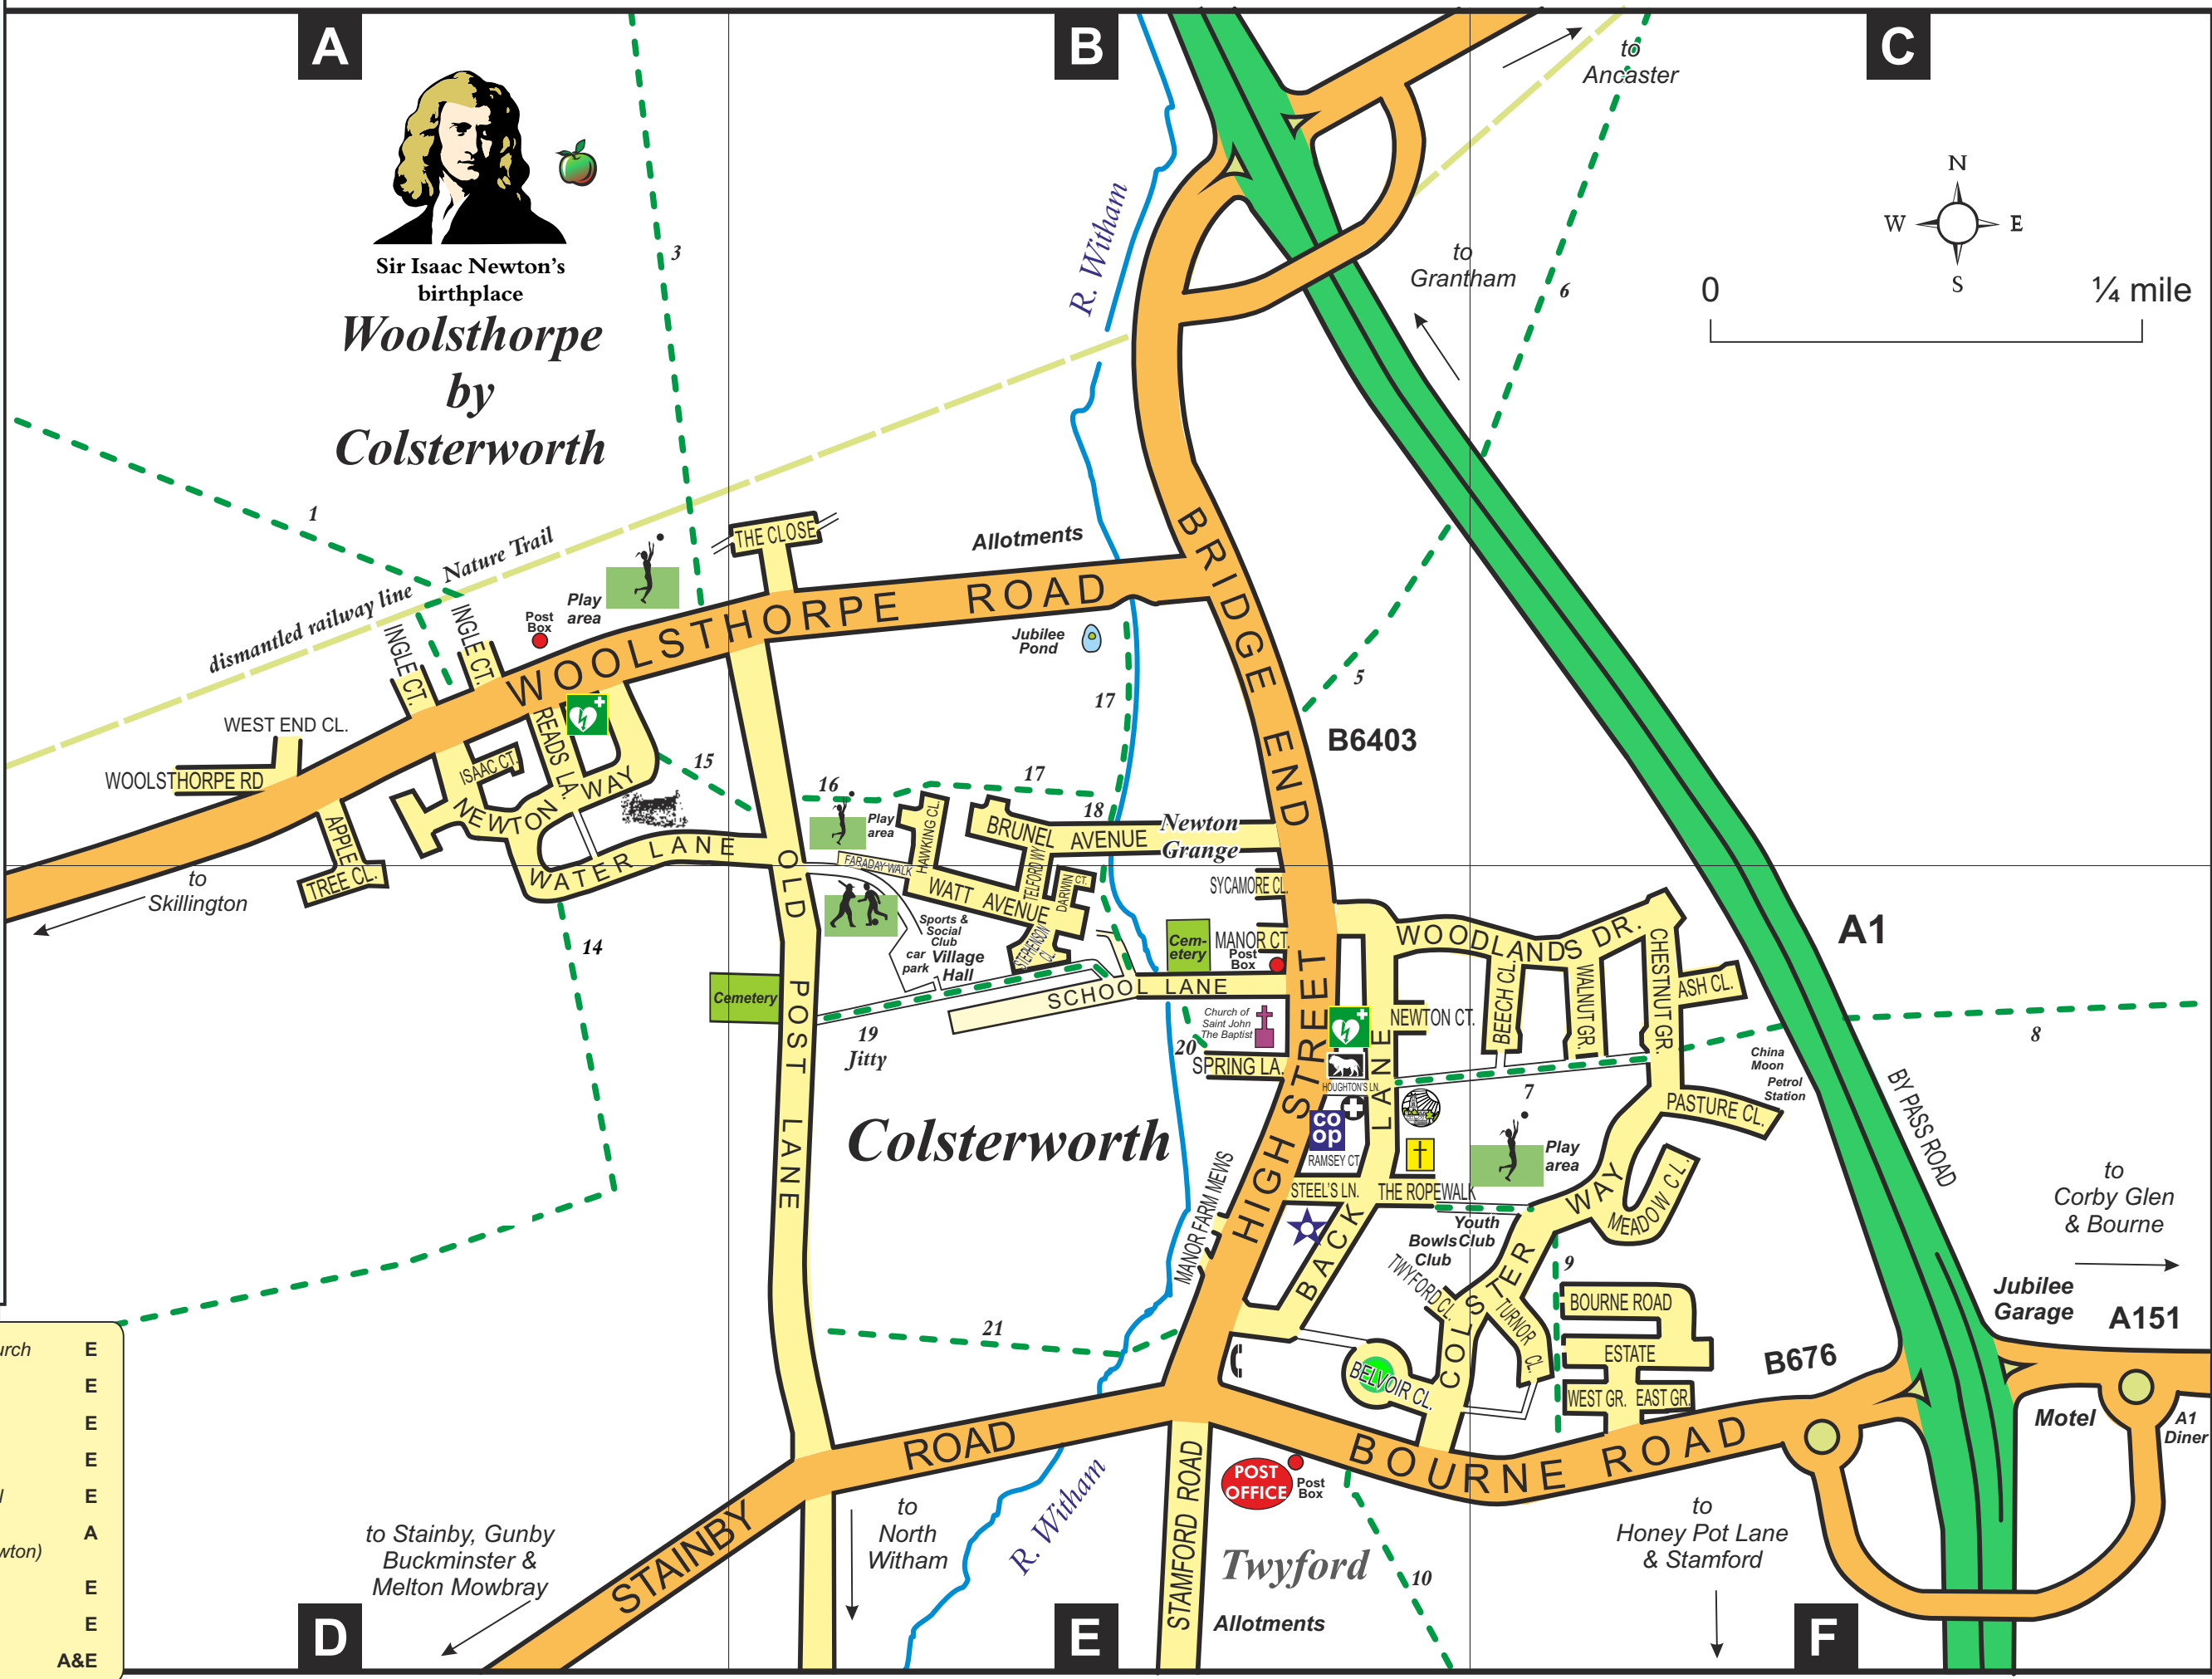 A
B
C
Sir Isaac Newton's
birthplace
Woolsthorpe
by
Colsterworth
to
Ancaster
N
W
E
S
0
¼ mile
3
R. Witham
to
Grantham
6
1
Nature Trail
dismantled railway line
THE CLOSE
Allotments
Play
area
Post
Box
INGLE CT.
INGLE CT.
WOOLSTHORPE ROAD
Jubilee
Pond
BRIDGE END
5
B6403
WEST END CL.
WOOLSTHORPE RD
READS LA.
ISAAC CT.
NEWTON WAY
15
16
17
17
18
Play
area
HAWKING CL.
BRUNEL AVENUE
Newton
Grange
APPLE
TREE CL.
WATER LANE
FARADAY WALK
WATT AVENUE
TELFORD WY
DARWIN CT.
STEPHENSON CL.
SYCAMORE CL.
to
Skillington
OLD POST LANE
Sports &
Social
Club
car
park
Village
Hall
Cem-
etery
MANOR CT.
Post
Box
WOODLANDS DR.
A1
14
Cemetery
SCHOOL LANE
CHESTNUT GR.
BEECH CL.
WALNUT GR.
ASH CL.
19
Jitty
Church of
Saint John
The Baptist
NEWTON CT.
20
SPRING LA.
HIGH STREET
HOUGHTON'S LN.
BACK LANE
7
8
China
Moon
Petrol
Station
BY PASS ROAD
PASTURE CL.
Colsterworth
co
op
RAMSEY CT
STEEL'S LN.
THE ROPEWALK
Play
area
MANOR FARM MEWS
Youth
Club
Bowls
Club
COLSTERWAY
MEADOW CL.
to
Corby Glen
& Bourne
9
TWYFORD CL.
TURNOR CL.
BOURNE ROAD
ESTATE
WEST GR.
EAST GR.
Jubilee
Garage
A151
21
BELVOIR CL.
B676
Motel
A1
Diner
urch E
E
E
E
l E
A
wton)
E
E
A&E
STAINBY ROAD
BOURNE ROAD
STAMFORD ROAD
POST
OFFICE
Post
Box
R. Witham
to
North
Witham
to Stainby, Gunby
Buckminster &
Melton Mowbray
to
Honey Pot Lane
& Stamford
Twyford
10
Allotments
D
E
F